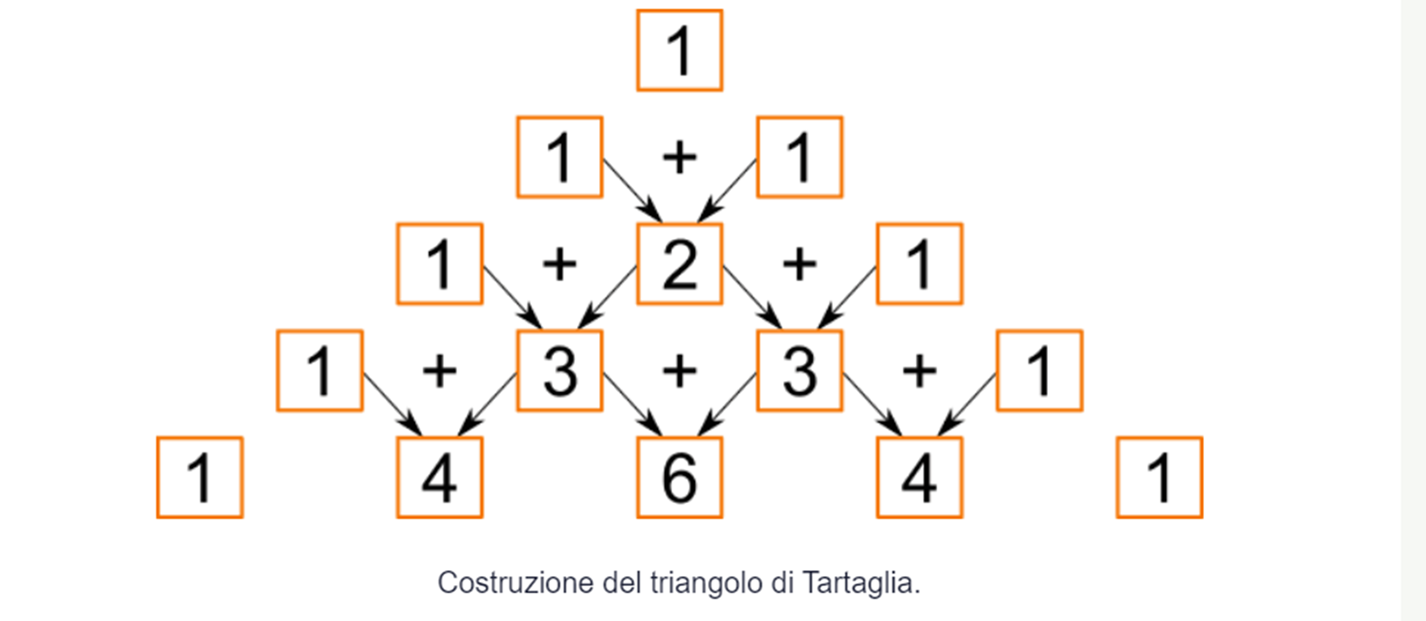 1
1 + 1
1 + 2 + 1
1 + 3 + 3 + 1
1 4 6 4 1
Costruzione del triangolo di Tartaglia.